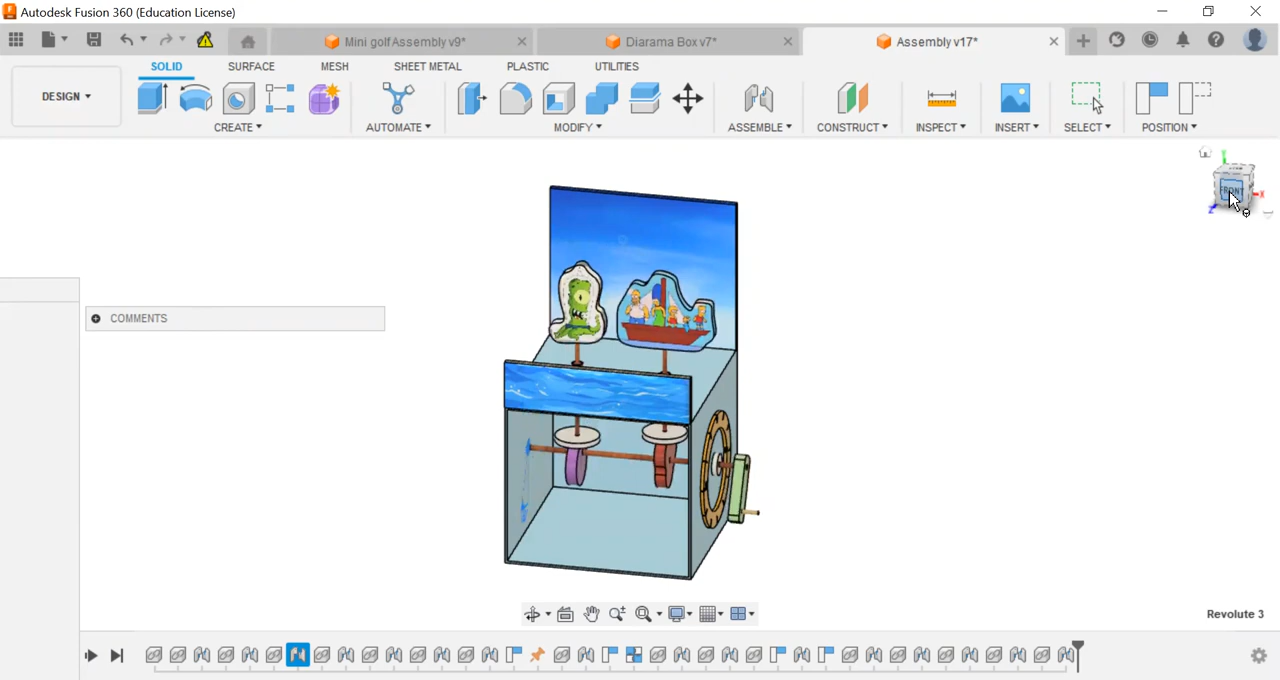 Autodesk Fusion 360 (Education License)
Mini golf Assembly v9*
Diarama Box v7*
Assembly v17*
SOLID SURFACE MESH SHEET METAL PLASTIC UTILITIES
DESIGN
CREATE AUTOMATE MODIFY ASSEMBLE CONSTRUCT INSPECT INSERT SELECT POSITION
FRONT
X
Z
COMMENTS
Revolute 3